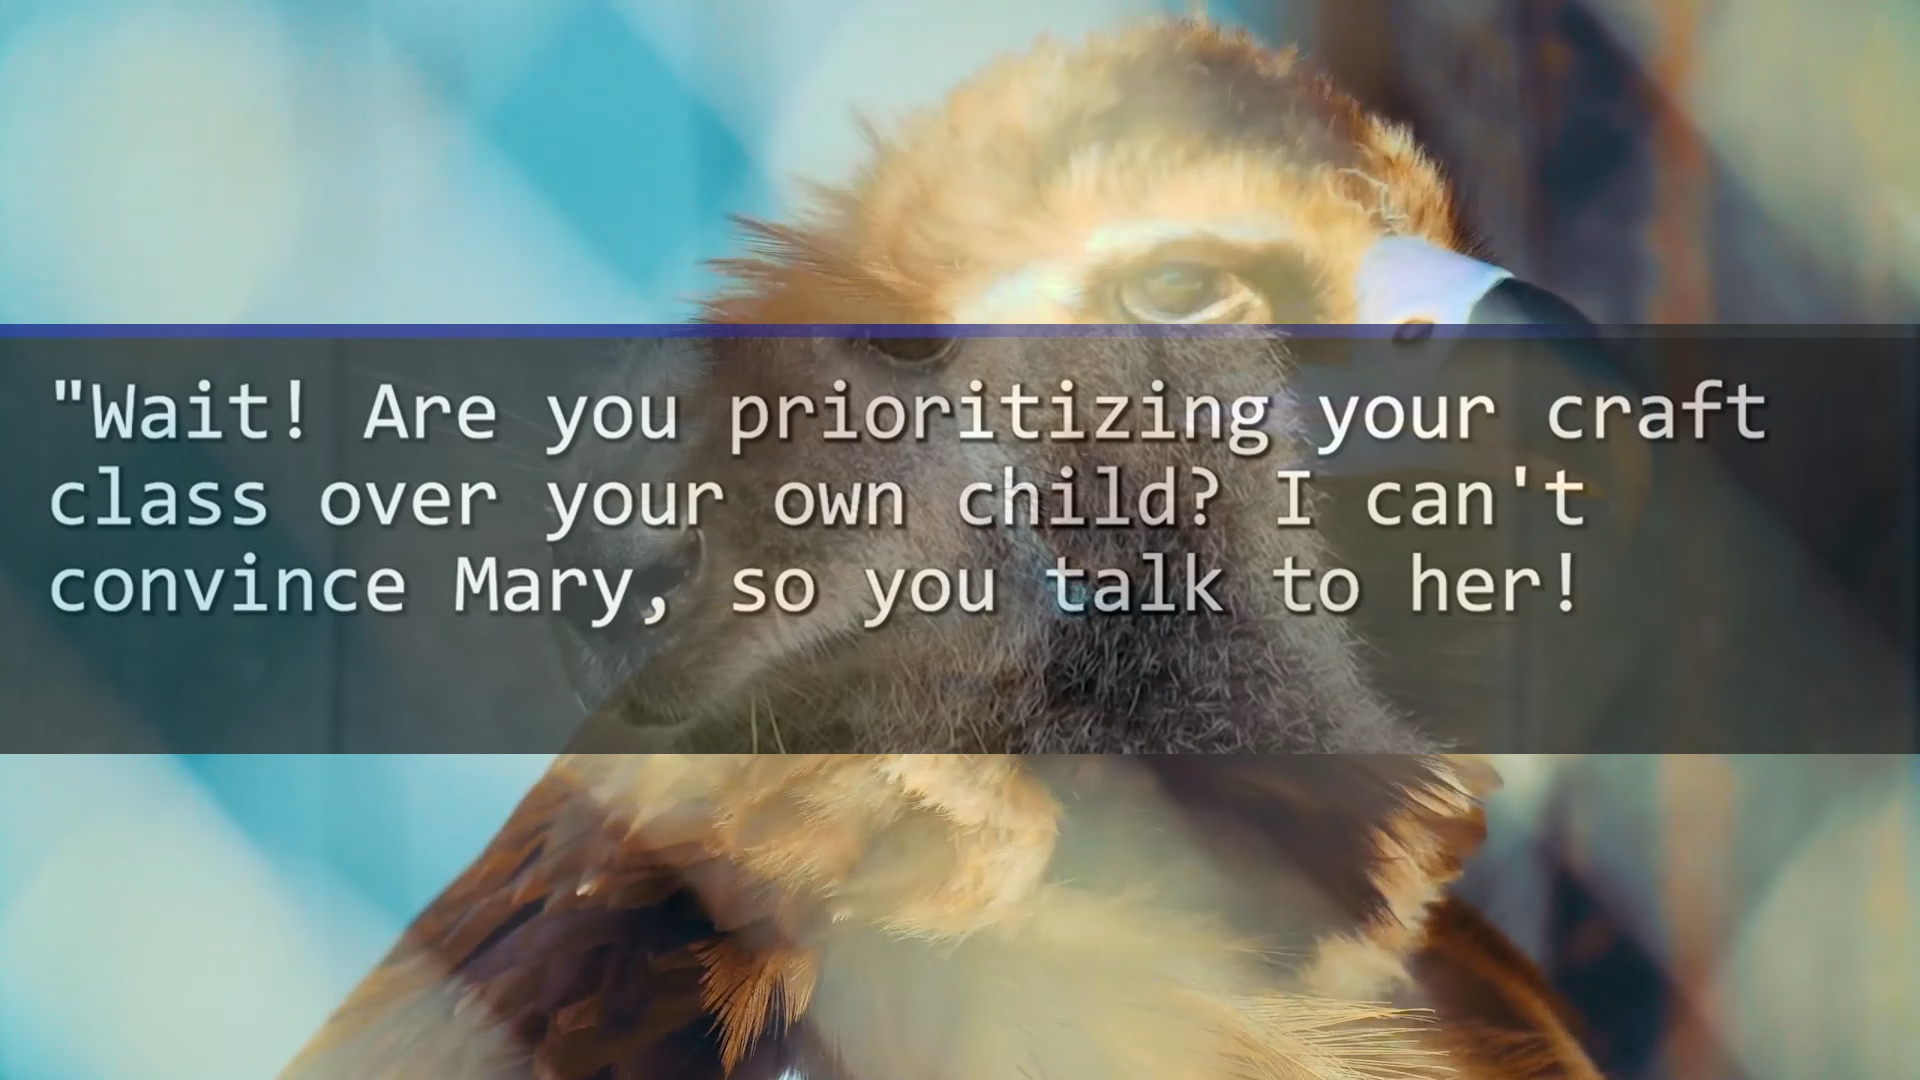 "Wait! Are you prioritizing your craft
class over your own child? I can't
convince Mary, so you talk to her!